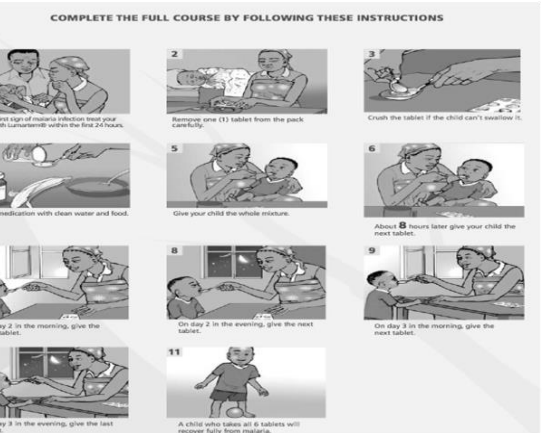 COMPLETE THE FULL COURSE BY FOLLOWING THESE INSTRUCTIONS
2
3
first sign of malaria infection treat your
Lumartem® within the first 24 hours.
Remove one (1) tablet from the pack
carefully.
Crush the tablet if the child can't swallow it.
5
6
medication with clean water and food.
Give your child the whole mixture.
About 8 hours later give your child the
next tablet.
8
9
2 in the morning, give the
tablet.
On day 2 in the evening, give the next
tablet.
On day 3 in the morning, give the
next tablet.
11
3 in the evening, give the last
A child who takes all 6 tablets will
recover fully from malaria.